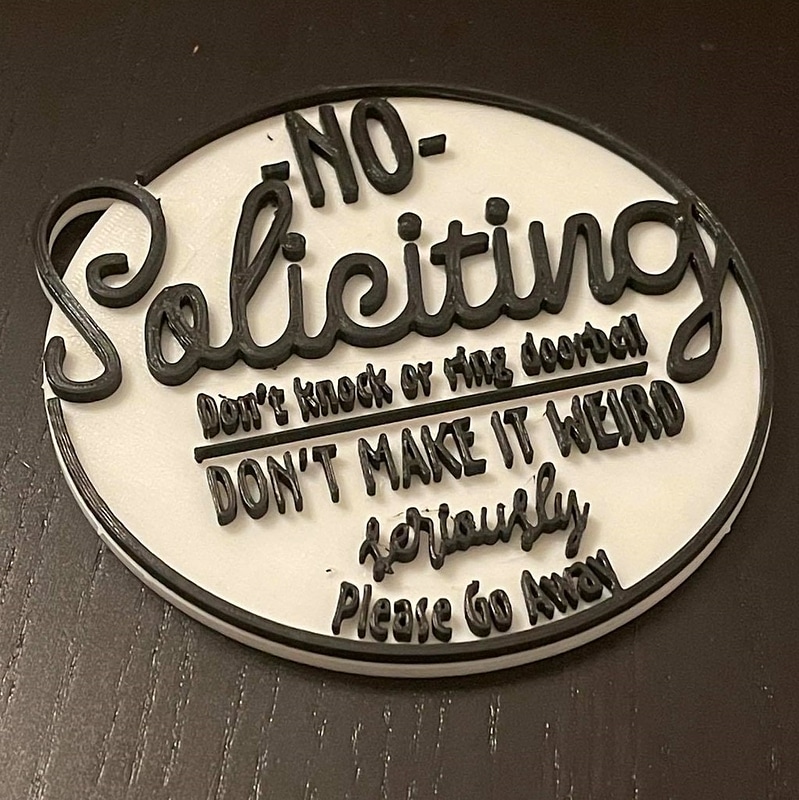 -NO-
Soliciting
Don't knock or ring doorbell
DON'T MAKE IT WEIRD
seriously
Please Go Away